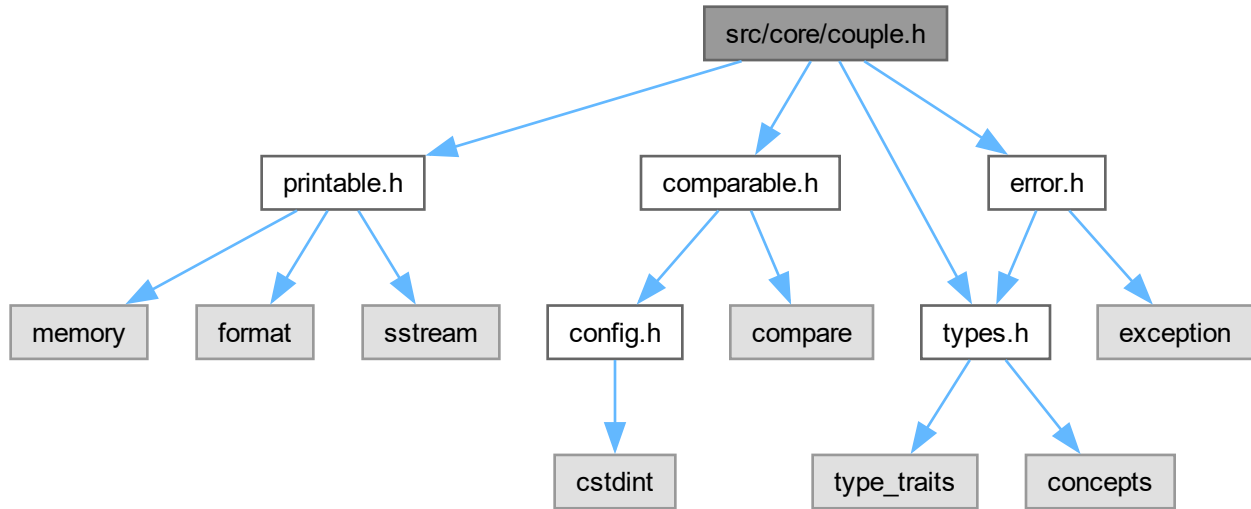 src/core/couple.h
printable.h
comparable.h
error.h
memory
format
sstream
config.h
compare
types.h
exception
cstdint
type_traits
concepts